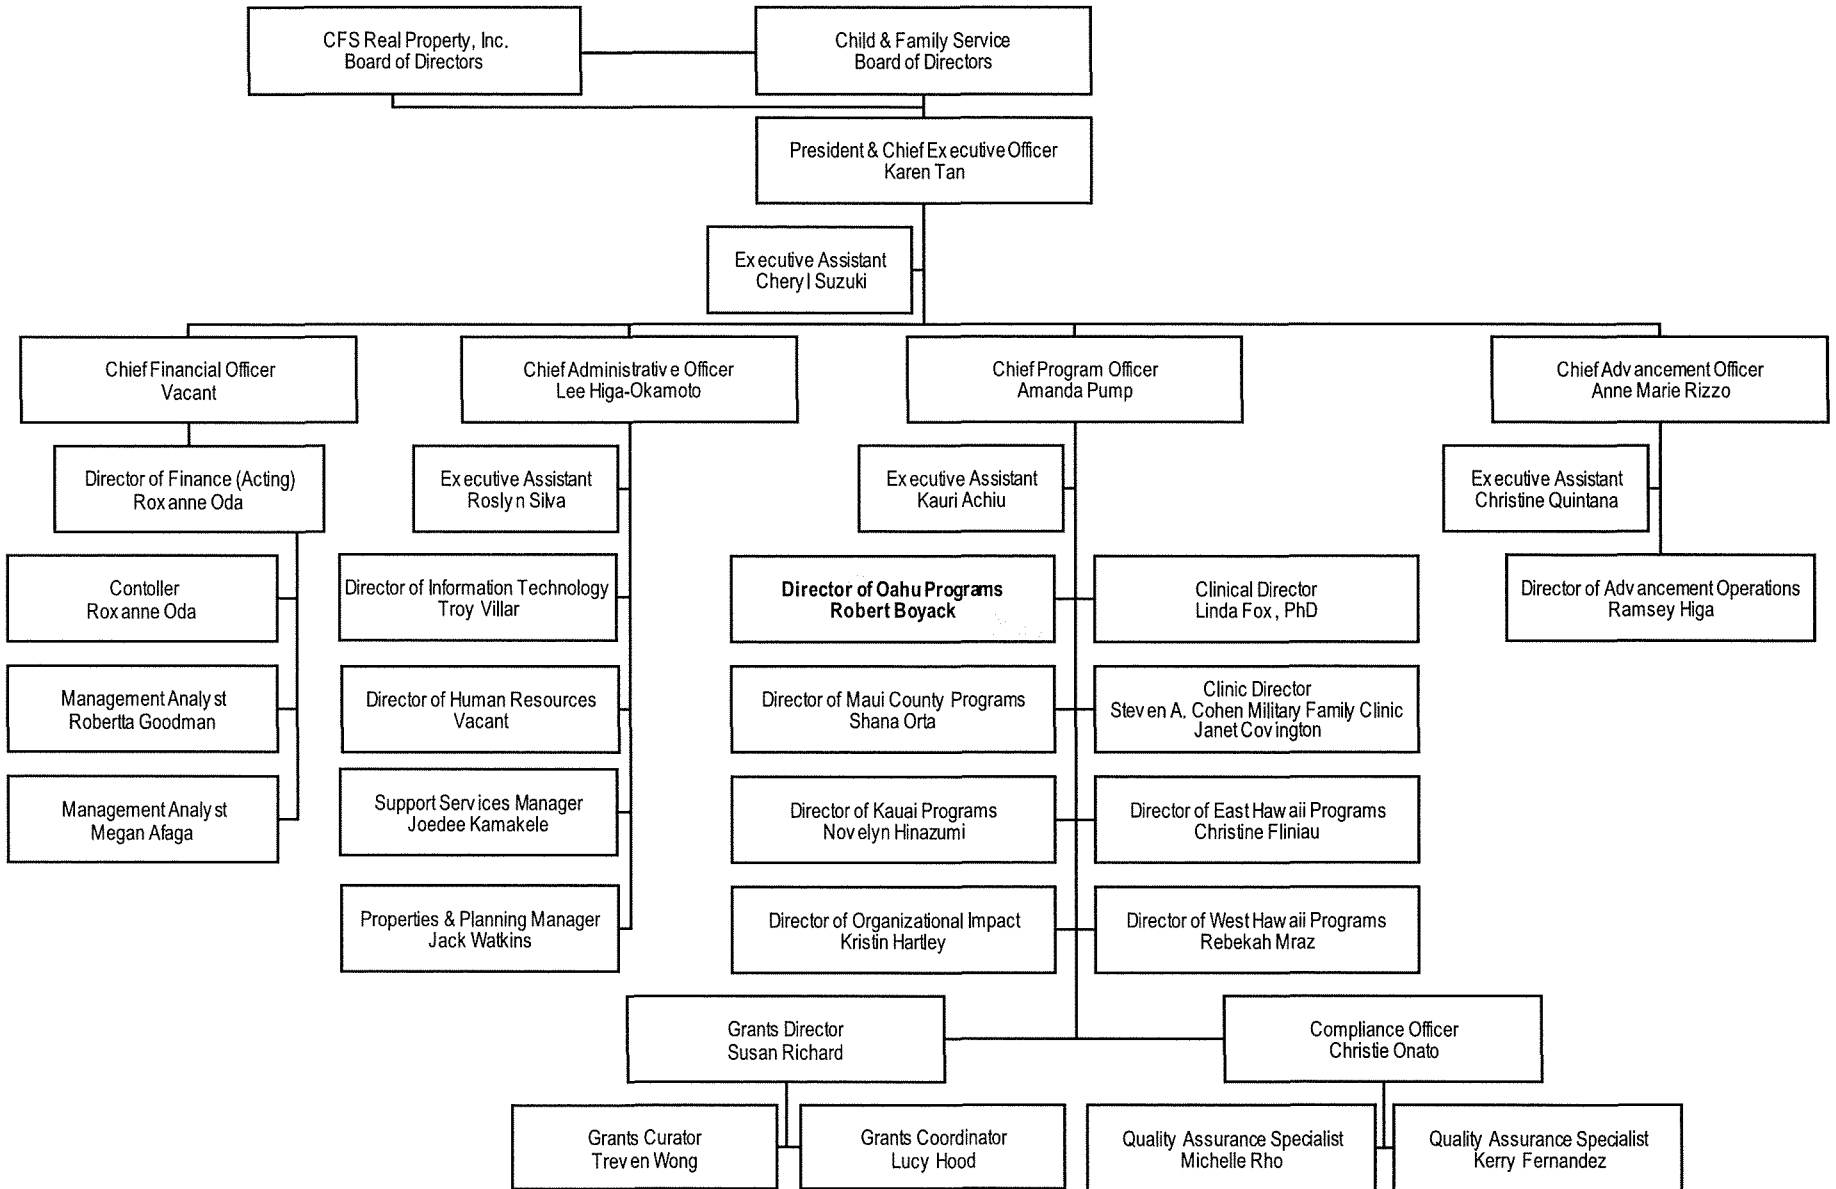 CFS Real Property, Inc.
Board of Directors
Child & Family Service
Board of Directors
President & Chief Executive Officer
Karen Tan
Executive Assistant
Cheryl Suzuki
Chief Financial Officer
Vacant
Chief Administrative Officer
Lee Higa-Okamoto
Chief Program Officer
Amanda Pump
Chief Advancement Officer
Anne Marie Rizzo
Director of Finance (Acting)
Roxanne Oda
Executive Assistant
Roslyn Silva
Executive Assistant
Kauri Achiu
Executive Assistant
Christine Quintana
Contoller
Roxanne Oda
Director of Information Technology
Troy Villar
Director of Oahu Programs
Robert Boyack
Clinical Director
Linda Fox, PhD
Director of Advancement Operations
Ramsey Higa
Management Analyst
Robertta Goodman
Director of Human Resources
Vacant
Director of Maui County Programs
Shana Orta
Clinic Director
Steven A. Cohen Military Family Clinic
Janet Covington
Management Analyst
Megan Afaga
Support Services Manager
Joedee Kamakele
Director of Kauai Programs
Novelyn Hinazumi
Director of East Hawaii Programs
Christine Fliniau
Properties & Planning Manager
Jack Watkins
Director of Organizational Impact
Kristin Hartley
Director of West Hawaii Programs
Rebekah Mraz
Grants Director
Susan Richard
Compliance Officer
Christie Onato
Grants Curator
Treven Wong
Grants Coordinator
Lucy Hood
Quality Assurance Specialist
Michelle Rho
Quality Assurance Specialist
Kerry Fernandez